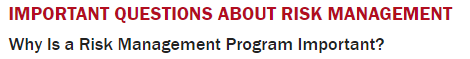 IMPORTANT QUESTIONS ABOUT RISK MANAGEMENT
Why Is a Risk Management Program Important?